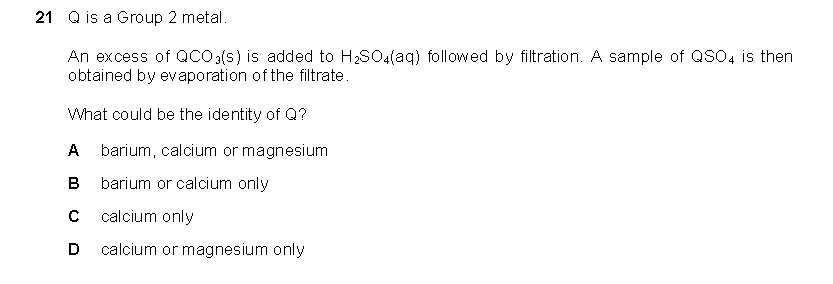 21 Q is a Group 2 metal.
An excess of QCO₃(s) is added to H₂SO₄(aq) followed by filtration. A sample of QSO₄ is then
obtained by evaporation of the filtrate.
What could be the identity of Q?
A barium, calcium or magnesium
B barium or calcium only
C calcium only
D calcium or magnesium only